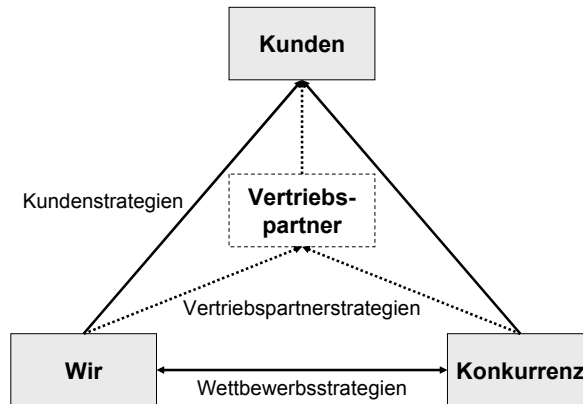 Kunden
Kundenstrategien
Vertriebs-
partner
Vertriebspartnerstrategien
Wir
Konkurrenz
Wettbewerbsstrategien